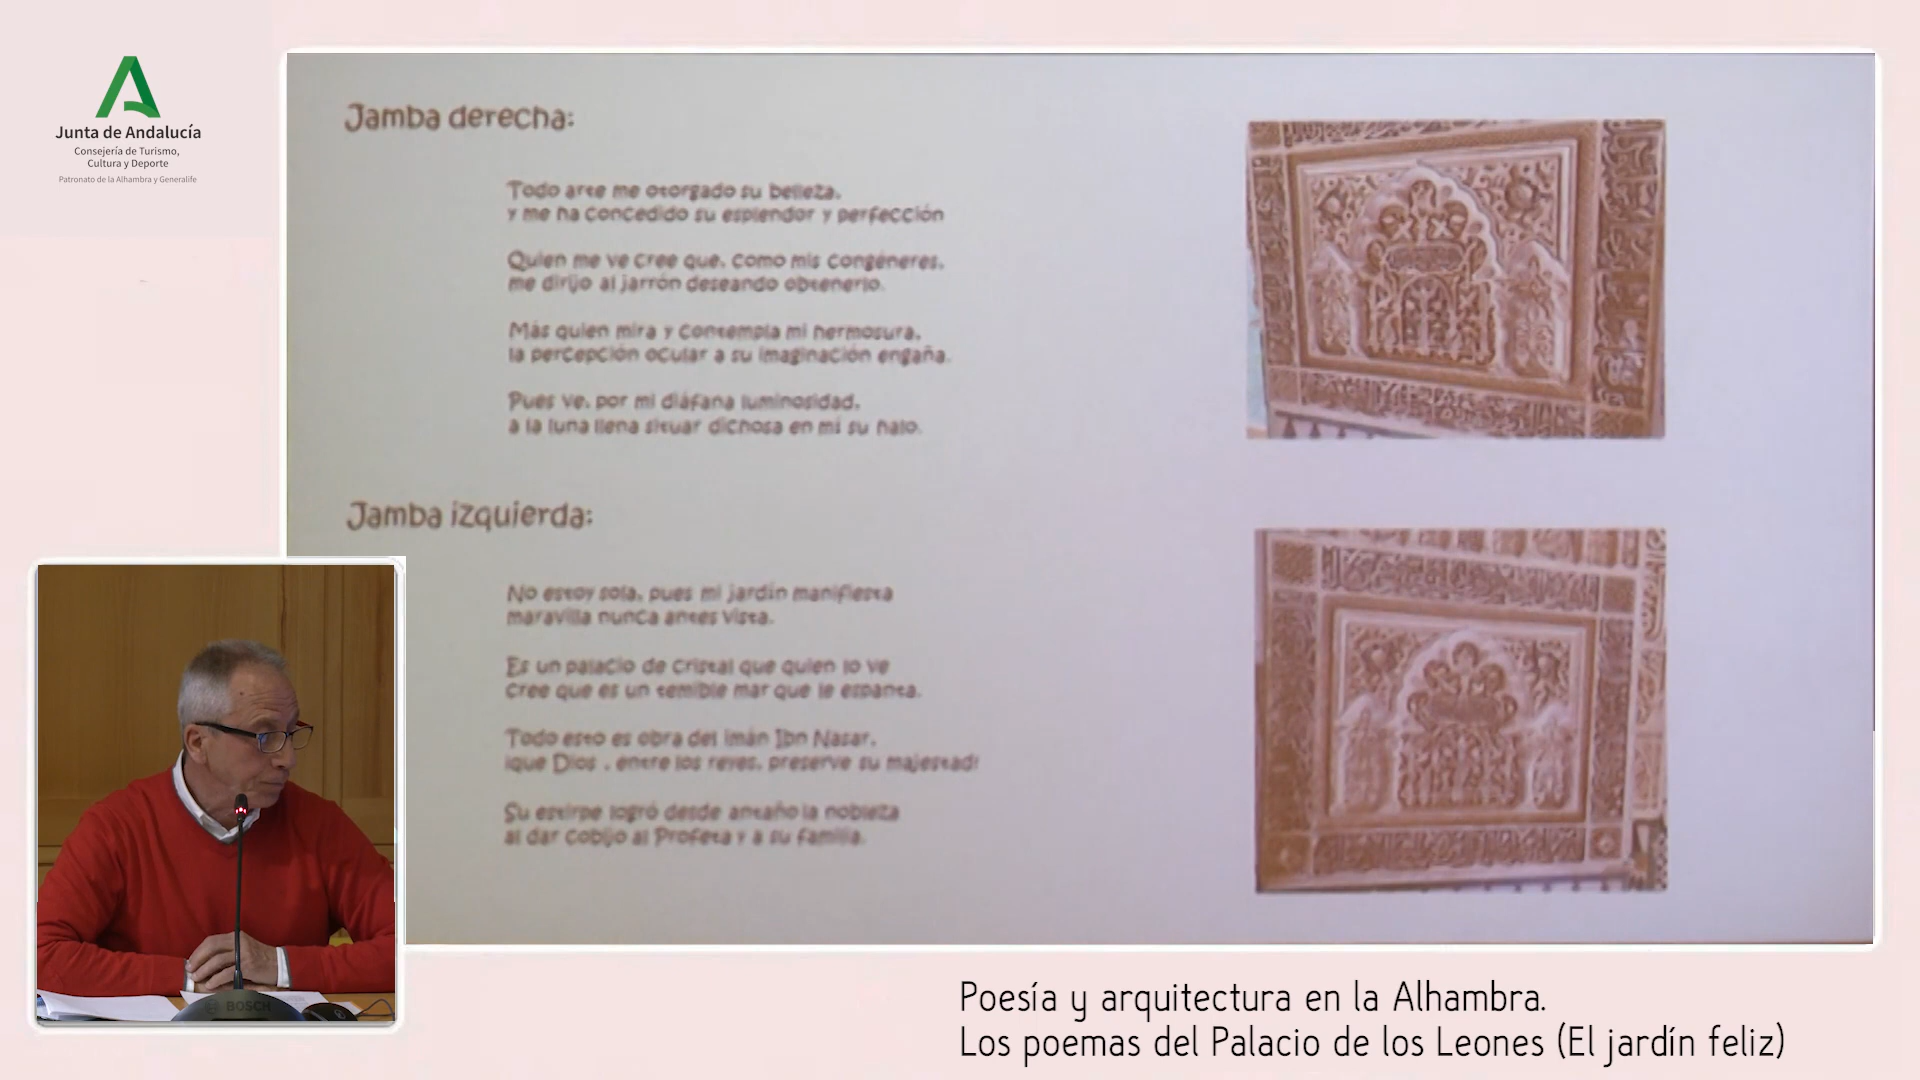 Junta de Andalucía
Consejería de Turismo,
Cultura y Deporte
Patronato de la Alhambra y Generalife
Jamba derecha:
Todo arte me otorgado su belleza,
y me ha concedido su esplendor y perfección
Quien me ve cree que, como mis congéneres,
me dirijo al jarrón deseando obtenerlo.
Más quien mira y contempla mi hermosura,
la percepción ocular a su imaginación engaña.
Pues ve, por mi diáfana luminosidad,
a la luna llena situar dichosa en mí su halo.
Jamba izquierda:
No estoy sola, pues mi jardín manifiesta
maravilla nunca antes vista.
Es un palacio de cristal que quien lo ve
cree que es un temible mar que le espanta.
Todo esto es obra del imán Ibn Nasar,
¡que Dios , entre los reyes, preserve su majestad!
Su estirpe logró desde antaño la nobleza
al dar cobijo al Profeta y a su familia.
BOSCH
Poesía y arquitectura en la Alhambra.
Los poemas del Palacio de los Leones (El jardín feliz)